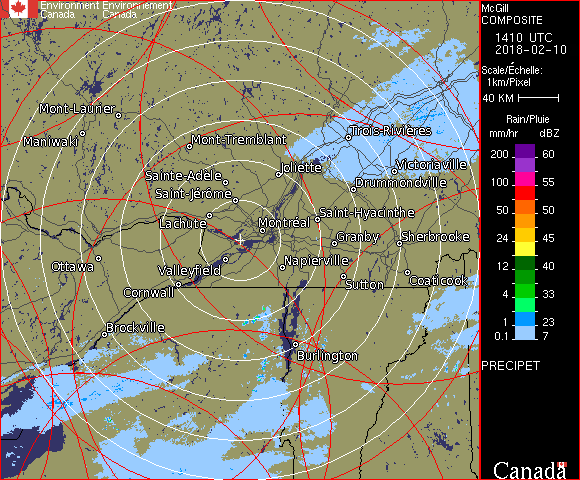 Environment Environnement
Canada Canada
McGill
COMPOSITE
1410 UTC
2018-02-10
Scale/Échelle:
1km/Pixel
40 KM
Rain/Pluie
mm/hr dBZ
200 60
55
100 55
50 50
24 45
12 40
4 33
1 23
0.1 7
PRECIPET
Canada
Mont-Laurier
Maniwaki
Mont-Tremblant
Trois-Rivières
Joliette
Victoriaville
Sainte-Adèle
Drummondville
Saint-Jérôme
Lachute
Montréal
Saint-Hyacinthe
Granby
Sherbrooke
Ottawa
Valleyfield
Napierville
Cornwall
Sutton
Coaticook
Brockville
Burlington